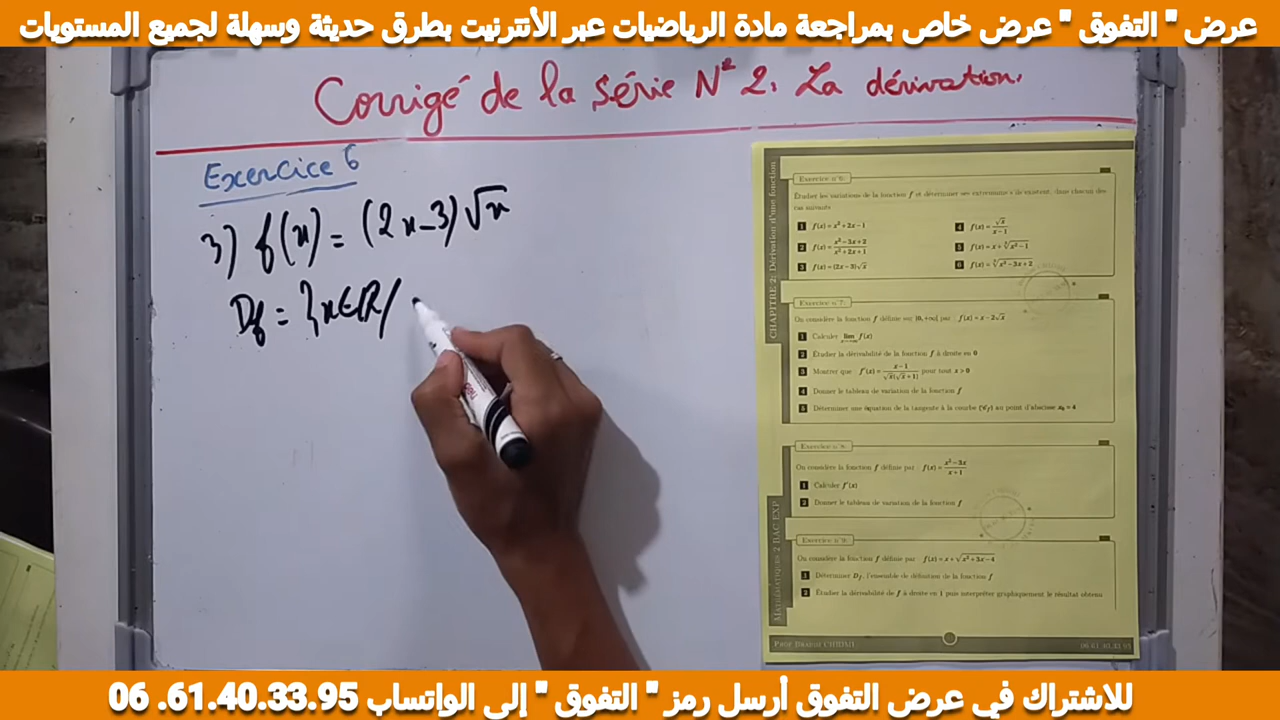 عرض " التفوق " عرض خاص بمراجعة مادة الرياضيات عبر الأنترنيت بطرق حديثة وسهلة لجميع المستويات
Corrigé de la série N° 2. La dérivation.
Exercice 6
3) f(x) = (2x-3)√x
Df = {x∈ℝ/
CHAPITRE 2: Dérivation d'une fonction
Exercice n°6:
Étudier les variations de la fonction f et déterminer ses extremums s'ils existent, dans chacun des
cas suivants
1 f(x) = x²+2x-1
2 f(x) = (x²-3x+2)/(x²+2x+1)
3 f(x) = (2x-3)√x
4 f(x) = √x/(x-1)
Exercice n°7:
On considère la fonction f définie sur [0,+∞[ par : f(x) = x-2√x
1 Calculer lim f(x)
2 Étudier la dérivabilité de la fonction f à droite en 0
3 Montrer que f'(x) = (x-1)/(√x(√x+1)) pour tout x>0
4 Donner le tableau de variation de la fonction f
5 Déterminer une équation de la tangente à la courbe (𝒞f) au point d'abscisse x₀ = 4
Exercice n°8:
On considère la fonction f définie par : f(x) = (x²-3x)/(x+1)
1 Calculer f'(x)
2 Donner le tableau de variation de la fonction f
MATHÉMATIQUES 2 BAC EXP
Exercice n°9:
On considère la fonction f définie par : f(x) = x+√(x²+3x-4)
1 Déterminer Df, l'ensemble de définition de la fonction f
2 Étudier la dérivabilité de f à droite en 1 puis interpréter graphiquement le résultat obtenu
06.61.40.33.95
للاشتراك في عرض التفوق أرسل رمز " التفوق " إلى الواتساب 06 .61.40.33.95